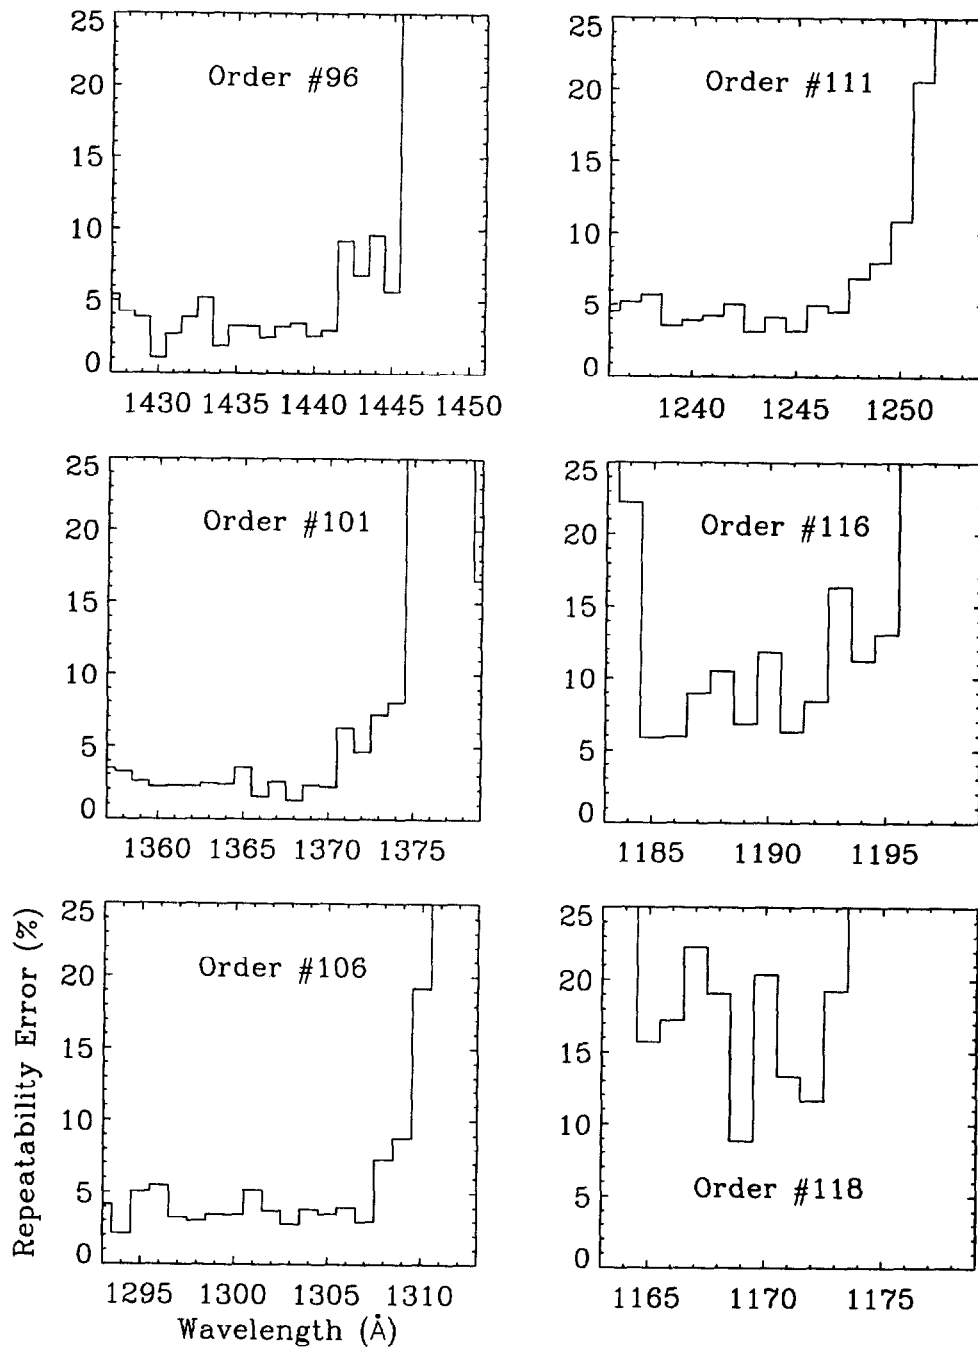 25
20
15
10
5
0
Order #96
1430 1435 1440 1445 1450
25
20
15
10
5
0
Order #111
1240 1245 1250
25
20
15
10
5
0
Order #101
1360 1365 1370 1375
25
20
15
10
5
0
Order #116
1185 1190 1195
Repeatability Error (%)
25
20
15
10
5
0
Order #106
1295 1300 1305 1310
Wavelength (Å)
25
20
15
10
5
0
Order #118
1165 1170 1175